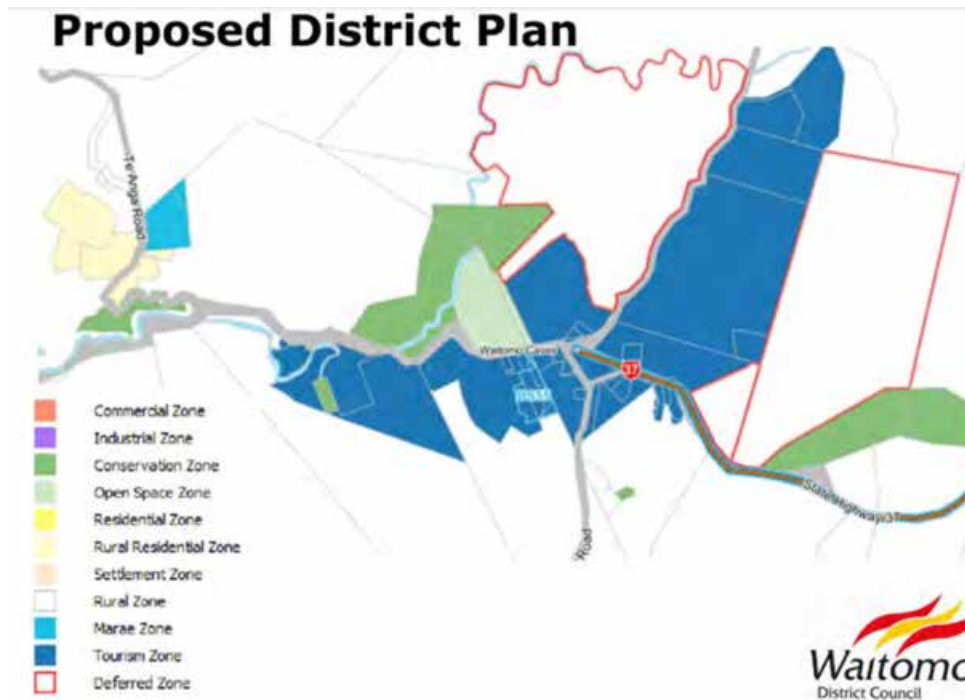 Proposed District Plan
Te Anga Road
Waitomo Caves
37
State Highway 37
Road
Commercial Zone
Industrial Zone
Conservation Zone
Open Space Zone
Residential Zone
Rural Residential Zone
Settlement Zone
Rural Zone
Marae Zone
Tourism Zone
Deferred Zone
Waitomo
District Council